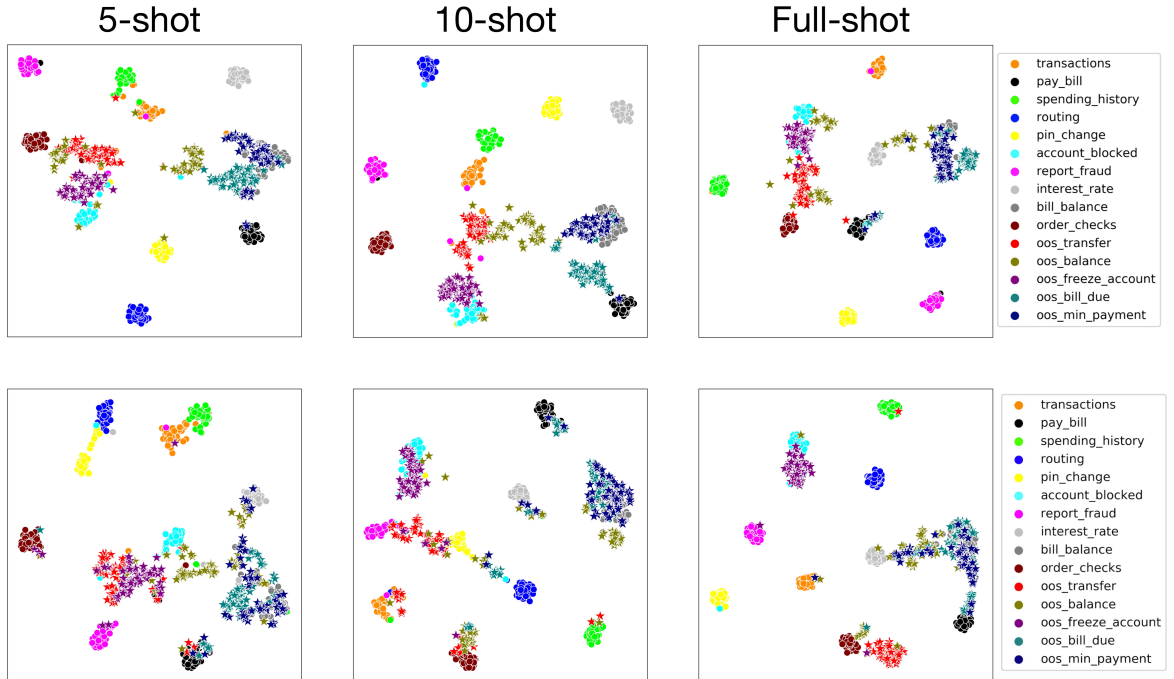 5-shot
10-shot
Full-shot
transactions
pay_bill
spending_history
routing
pin_change
account_blocked
report_fraud
interest_rate
bill_balance
order_checks
oos_transfer
oos_balance
oos_freeze_account
oos_bill_due
oos_min_payment
transactions
pay_bill
spending_history
routing
pin_change
account_blocked
report_fraud
interest_rate
bill_balance
order_checks
oos_transfer
oos_balance
oos_freeze_account
oos_bill_due
oos_min_payment